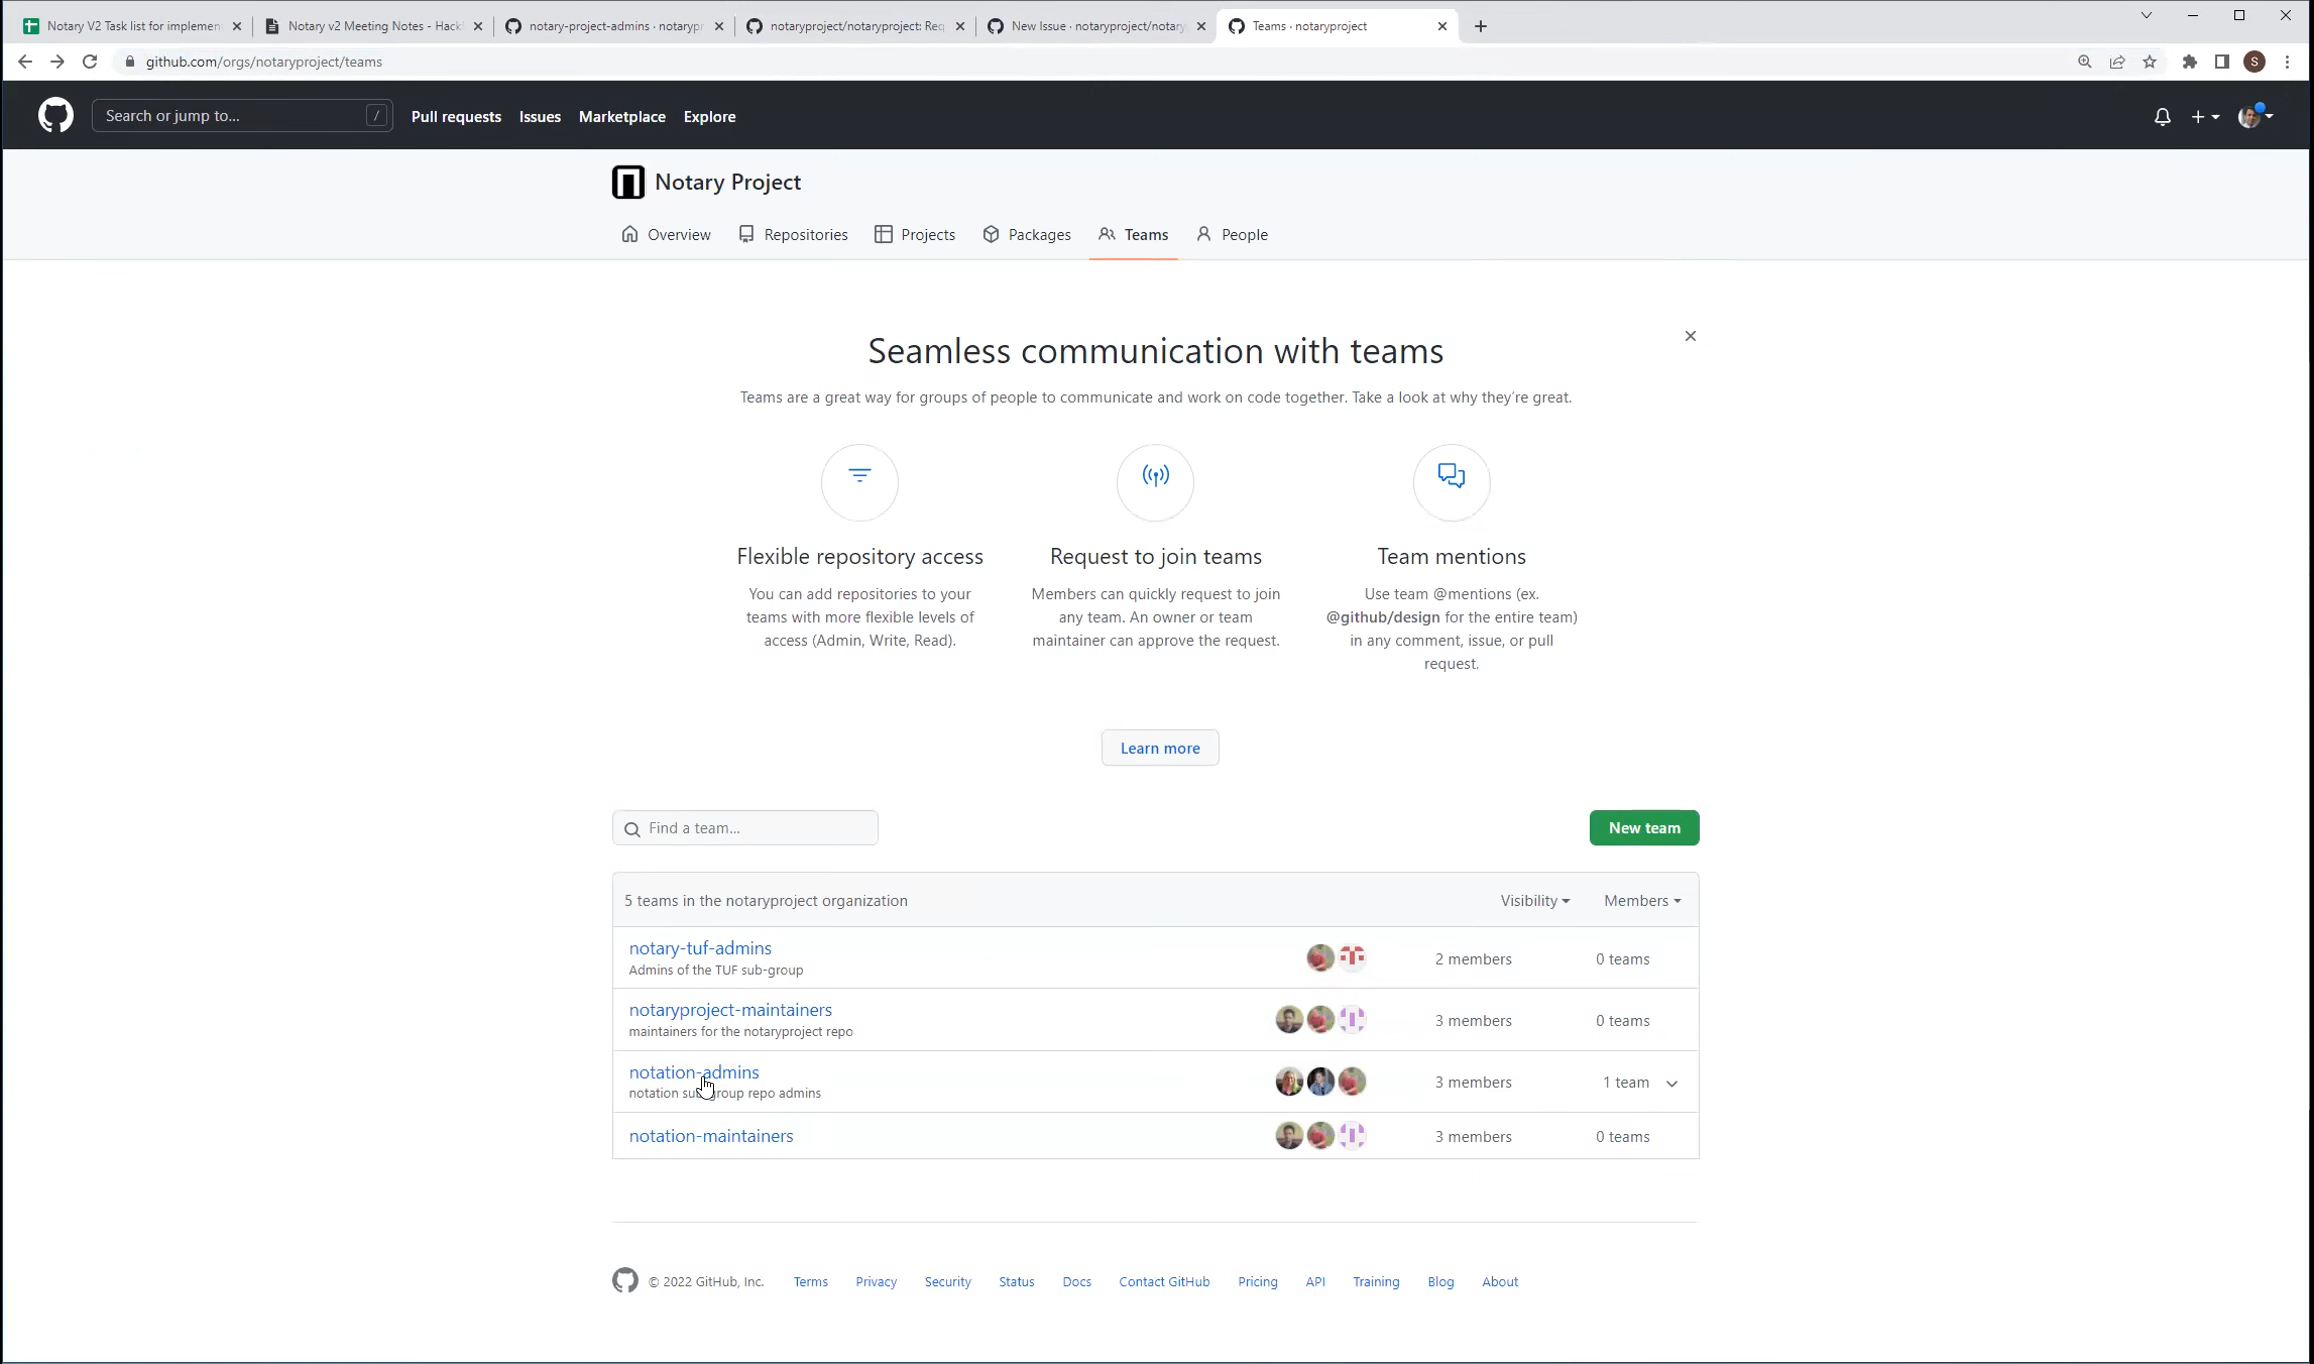 Notary V2 Task list for implemen
Notary v2 Meeting Notes - Hack
notary-project-admins · notarypr
notaryproject/notaryproject: Req
New Issue · notaryproject/notary
Teams · notaryproject
github.com/orgs/notaryproject/teams
S
Search or jump to...
/
Pull requests
Issues
Marketplace
Explore
Notary Project
Overview
Repositories
Projects
Packages
Teams
People
Seamless communication with teams
Teams are a great way for groups of people to communicate and work on code together. Take a look at why they're great.
Flexible repository access
You can add repositories to your
teams with more flexible levels of
access (Admin, Write, Read).
Request to join teams
Members can quickly request to join
any team. An owner or team
maintainer can approve the request.
Team mentions
Use team @mentions (ex.
@github/design for the entire team)
in any comment, issue, or pull
request.
Learn more
Find a team...
New team
5 teams in the notaryproject organization
Visibility
Members
notary-tuf-admins
Admins of the TUF sub-group
2 members
0 teams
notaryproject-maintainers
maintainers for the notaryproject repo
3 members
0 teams
notation-admins
notation sub-group repo admins
3 members
1 team
notation-maintainers
3 members
0 teams
© 2022 GitHub, Inc.
Terms
Privacy
Security
Status
Docs
Contact GitHub
Pricing
API
Training
Blog
About